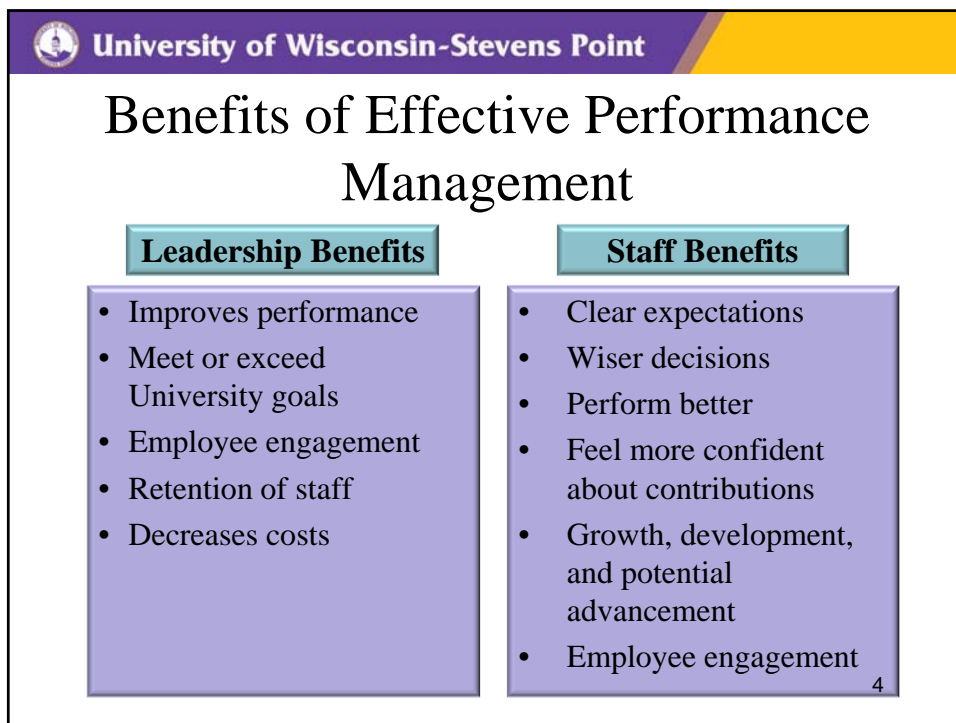 University of Wisconsin-Stevens Point
Benefits of Effective Performance
Management
Leadership Benefits
• Improves performance
• Meet or exceed
University goals
• Employee engagement
• Retention of staff
• Decreases costs
Staff Benefits
• Clear expectations
• Wiser decisions
• Perform better
• Feel more confident
about contributions
• Growth, development,
and potential
advancement
• Employee engagement
4